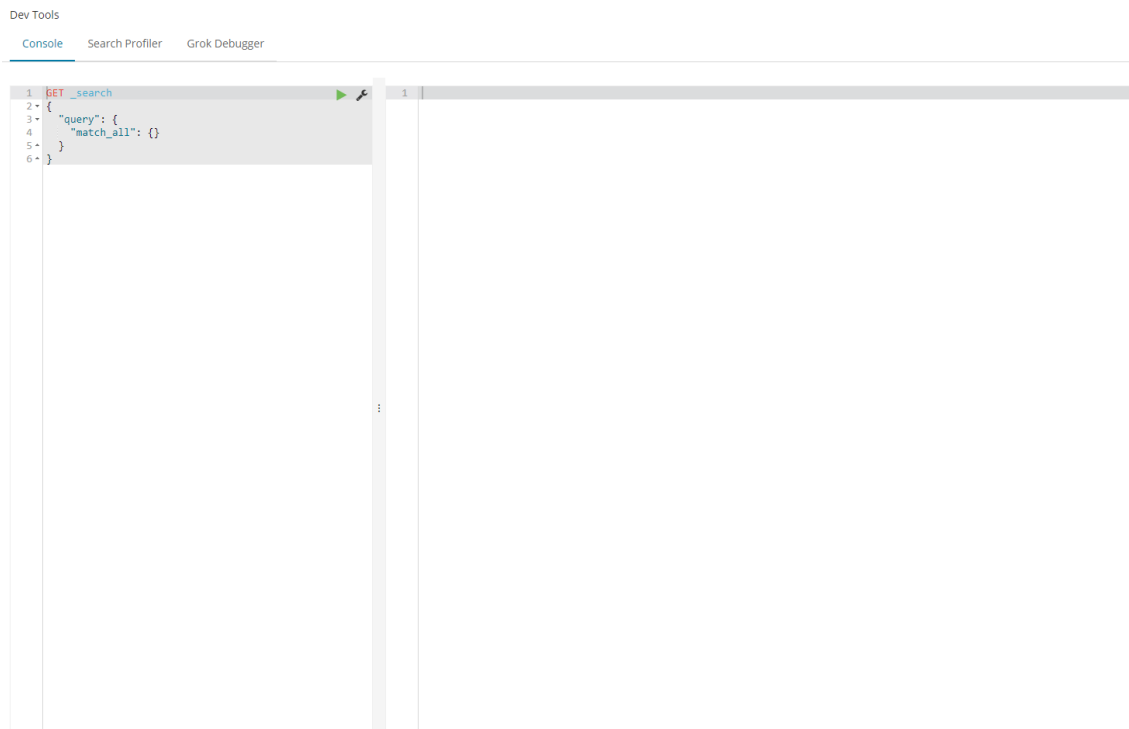 Dev Tools
Console Search Profiler Grok Debugger
1 GET _search
2 {
3 "query": {
4 "match_all": {}
5 }
6 }
1